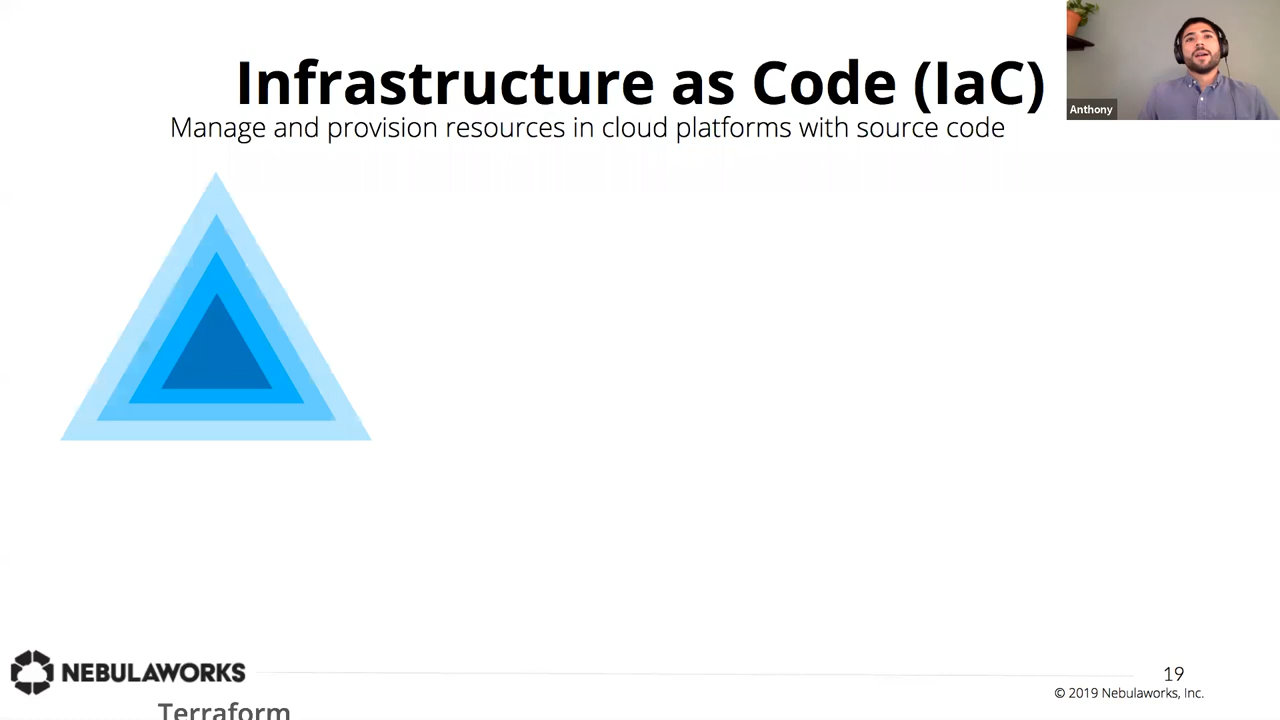 Infrastructure as Code (IaC)
Manage and provision resources in cloud platforms with source code
Anthony
NEBULAWORKS
19
© 2019 Nebulaworks, Inc.
Terraform